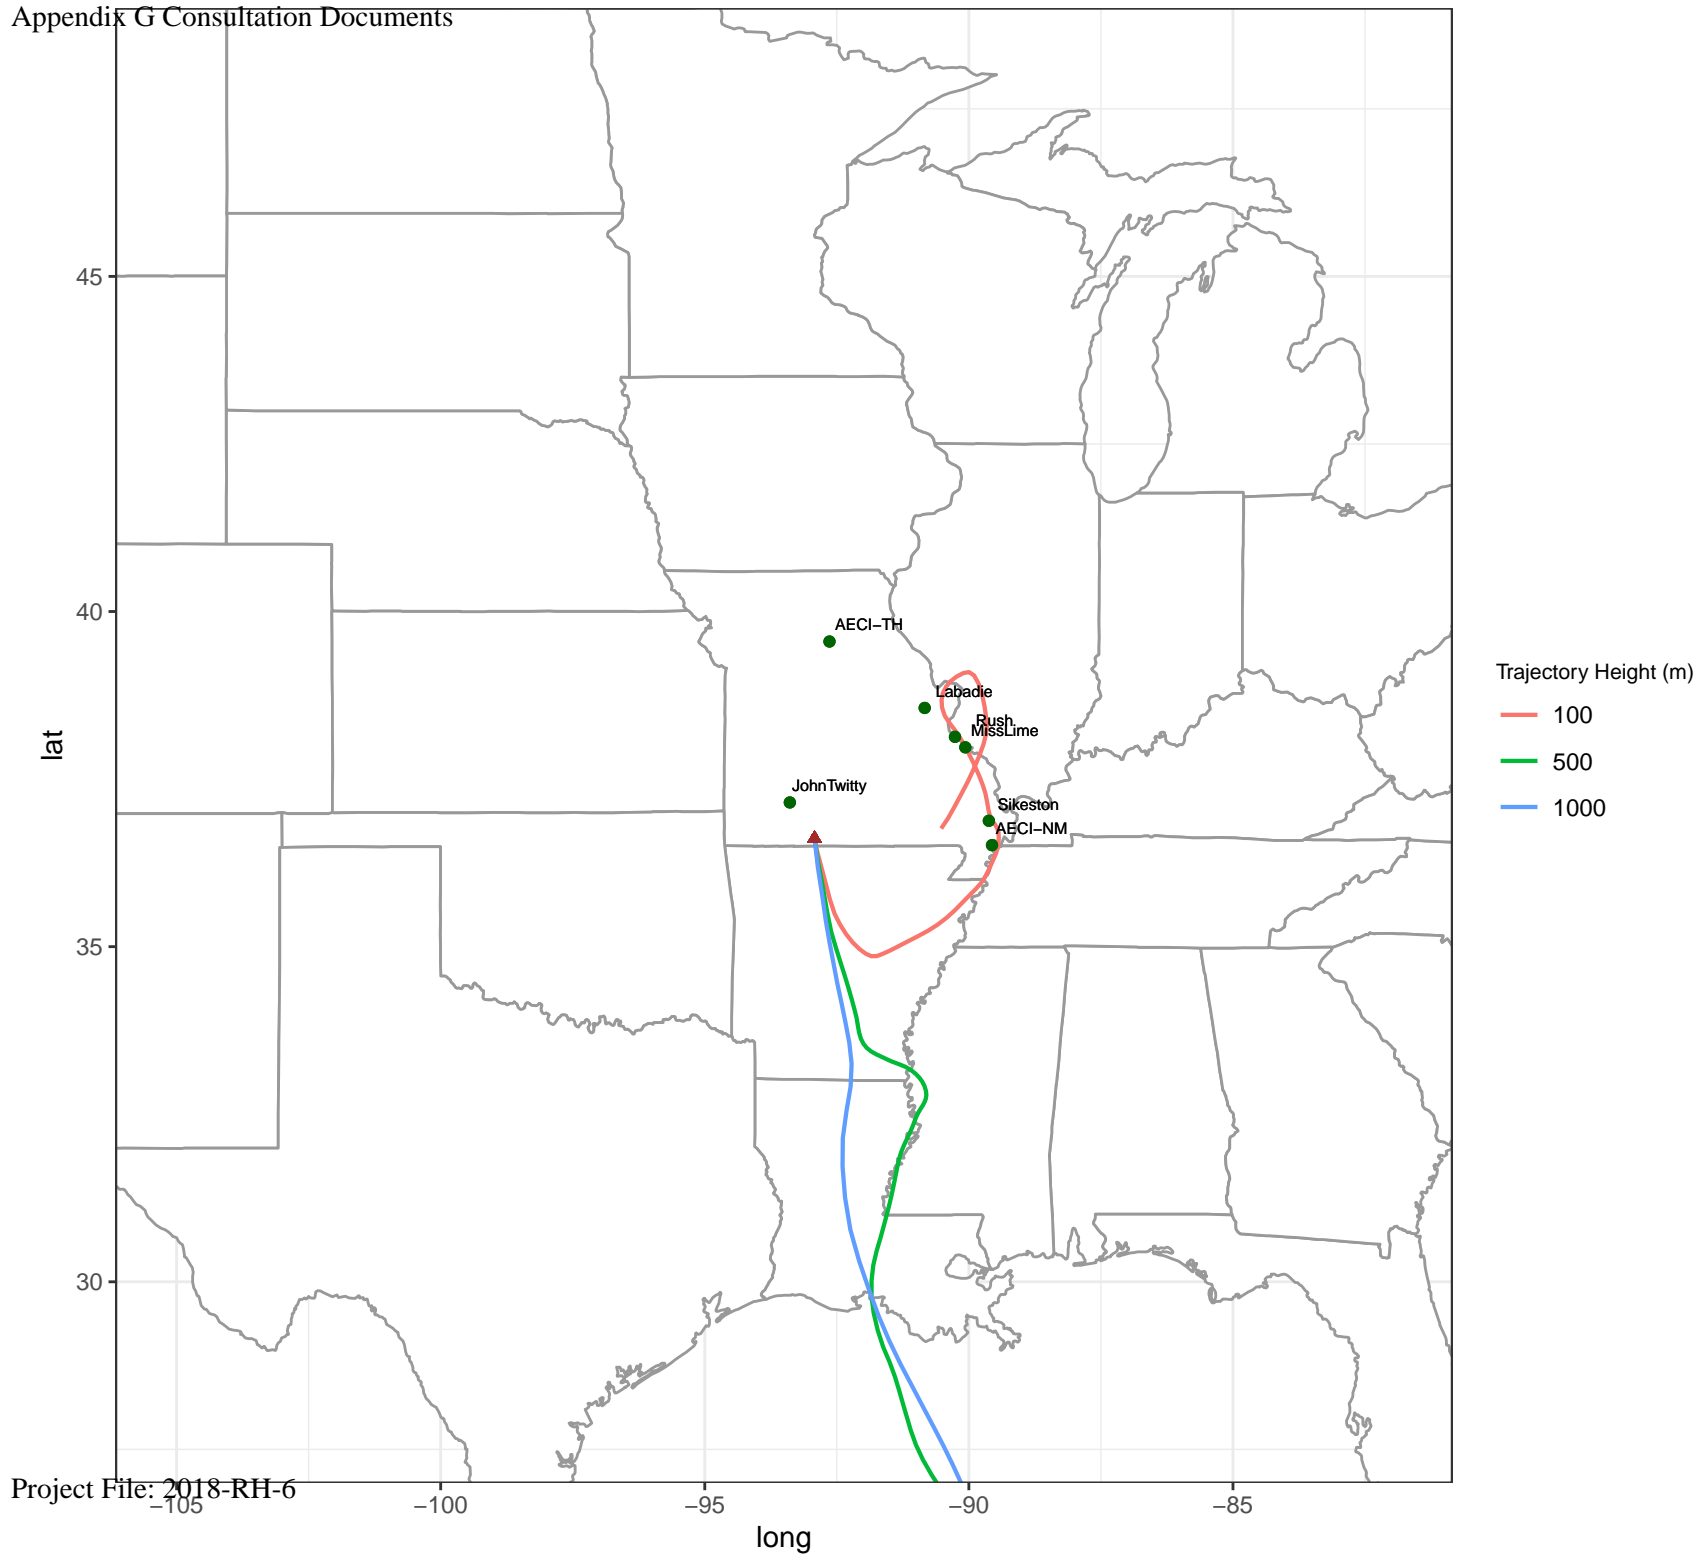 Appendix G Consultation Documents
45
40
35
30
lat
AECI−TH
Labadie
Rush
MissLime
JohnTwitty
Sikeston
AECI−NM
Trajectory Height (m)
100
500
1000
Project File: 2018-RH-6
−105
−100
−95
−90
−85
long